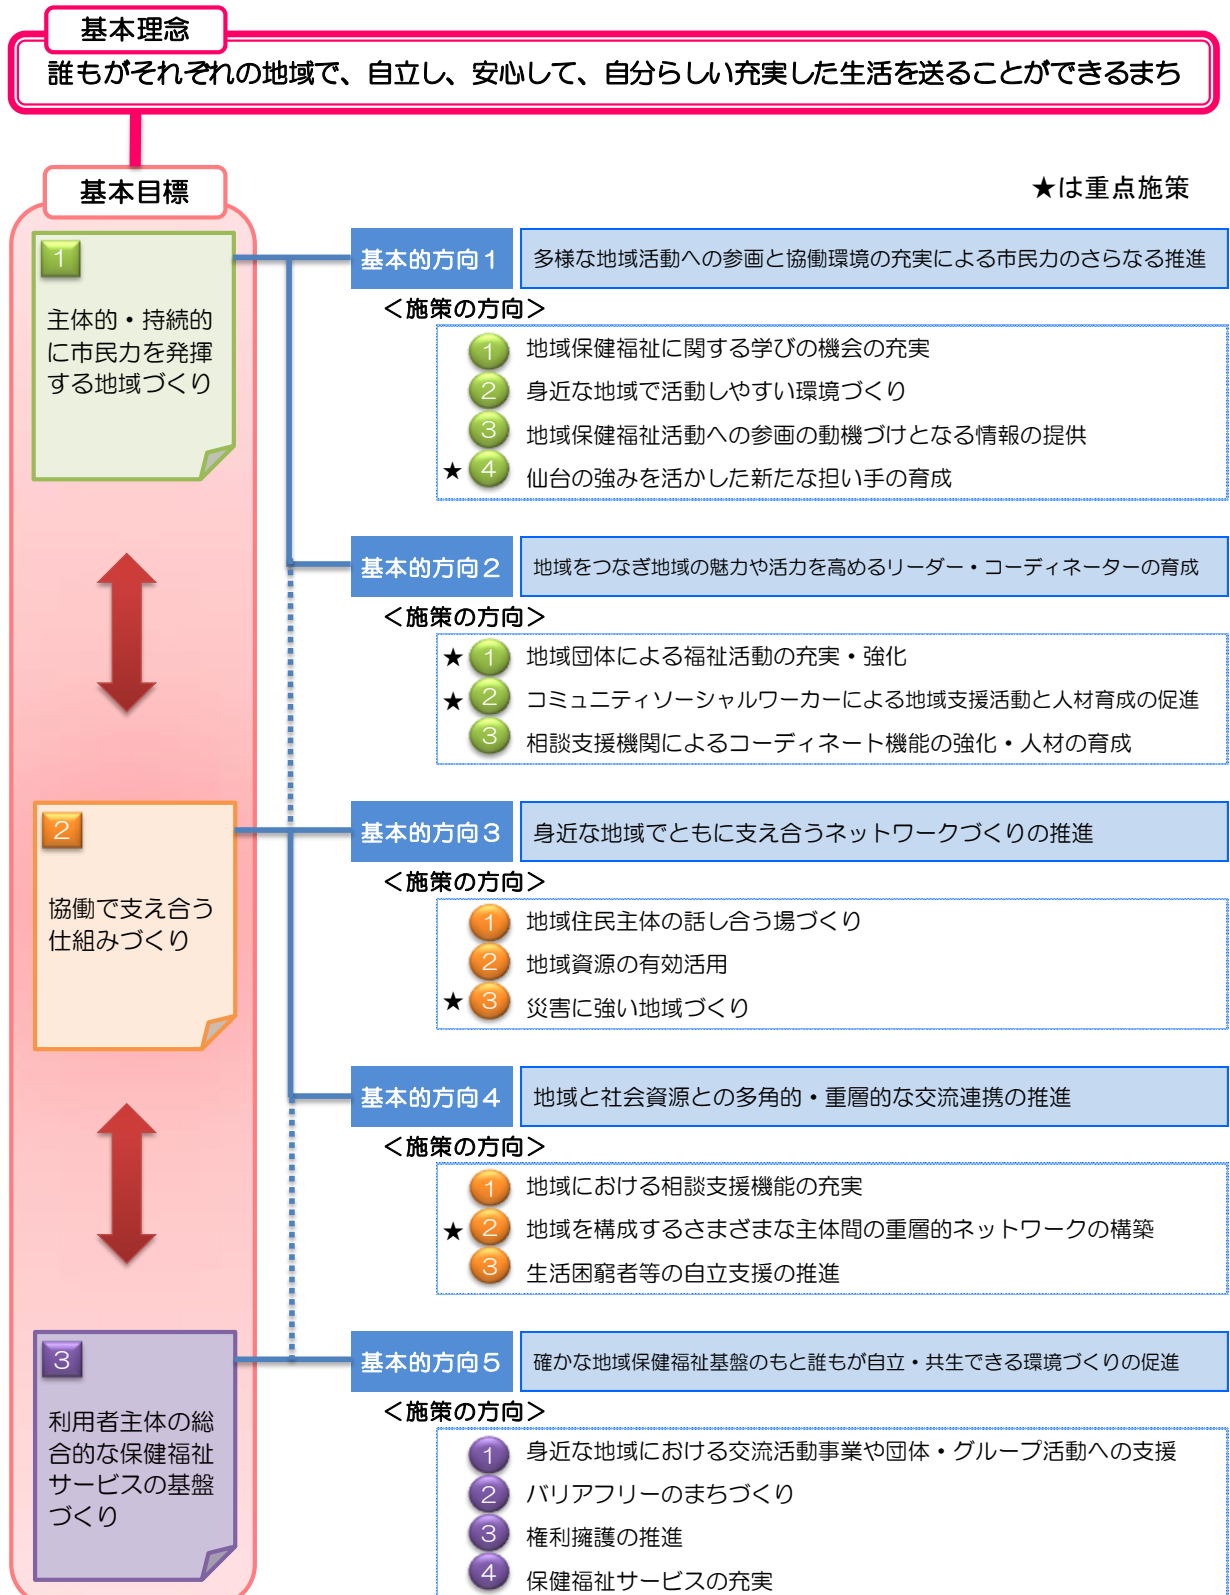 基本理念
誰もがそれぞれの地域で、自立し、安心して、自分らしい充実した生活を送ることができるまち
基本目標
★は重点施策
1
主体的・持続的
に市民力を発揮
する地域づくり
基本的方向1
多様な地域活動への参画と協働環境の充実による市民力のさらなる推進
＜施策の方向＞
1 地域保健福祉に関する学びの機会の充実
2 身近な地域で活動しやすい環境づくり
3 地域保健福祉活動への参画の動機づけとなる情報の提供
★ 4 仙台の強みを活かした新たな担い手の育成
基本的方向2
地域をつなぎ地域の魅力や活力を高めるリーダー・コーディネーターの育成
＜施策の方向＞
★ 1 地域団体による福祉活動の充実・強化
★ 2 コミュニティソーシャルワーカーによる地域支援活動と人材育成の促進
3 相談支援機関によるコーディネート機能の強化・人材の育成
2
協働で支え合う
仕組みづくり
基本的方向3
身近な地域でともに支え合うネットワークづくりの推進
＜施策の方向＞
1 地域住民主体の話し合う場づくり
2 地域資源の有効活用
★ 3 災害に強い地域づくり
基本的方向4
地域と社会資源との多角的・重層的な交流連携の推進
＜施策の方向＞
1 地域における相談支援機能の充実
★ 2 地域を構成するさまざまな主体間の重層的ネットワークの構築
3 生活困窮者等の自立支援の推進
3
利用者主体の総
合的な保健福祉
サービスの基盤
づくり
基本的方向5
確かな地域保健福祉基盤のもと誰もが自立・共生できる環境づくりの促進
＜施策の方向＞
1 身近な地域における交流活動事業や団体・グループ活動への支援
2 バリアフリーのまちづくり
3 権利擁護の推進
4 保健福祉サービスの充実